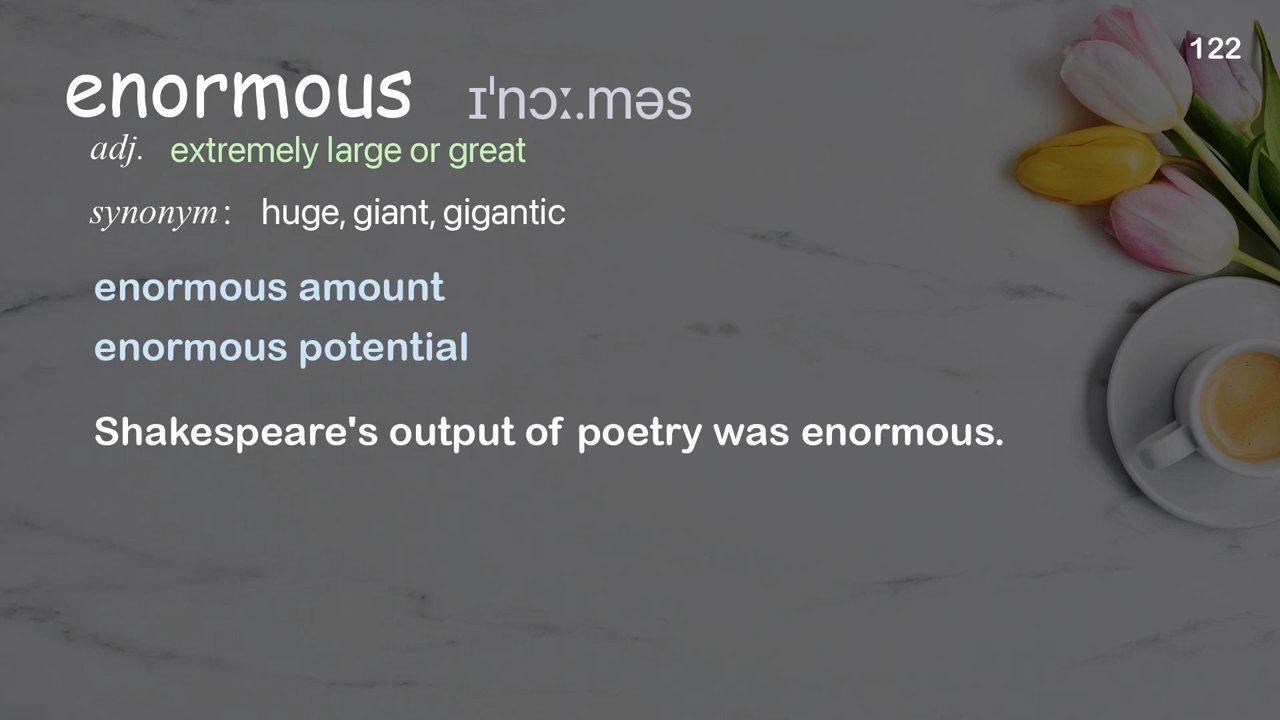 122
enormous ɪˈnɔː.məs
adj. extremely large or great
synonym: huge, giant, gigantic
enormous amount
enormous potential
Shakespeare's output of poetry was enormous.